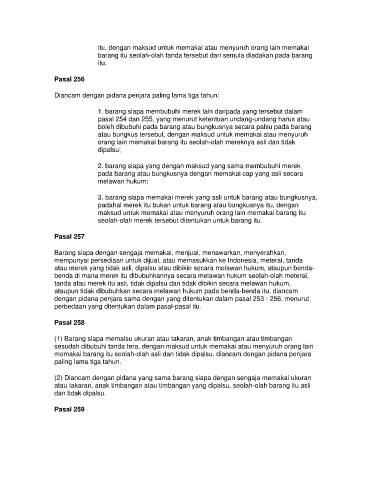 itu, dengan maksud untuk memakai atau menyuruh orang lain memakai
barang itu seolah-olah tanda tersebut dari semula diadakan pada barang
itu.
Pasal 256
Diancam dengan pidana penjara paling lama tiga tahun:
1. barang siapa membubuhi merek lain daripada yang tersebut dalam
pasal 254 dan 255, yang menurut ketentuan undang-undang harus atau
boleh dibubuhi pada barang atau bungkusnya secara palsu pada barang
atau bungkus tersebut, dengan maksud untuk memakai atau menyuruh
orang lain memakai barang itu seolah-olah mereknya asli dan tidak
dipalsu;
2. barang siapa yang dengan maksud yang sama membubuhi merek
pada barang atau bungkusnya dengan memakai cap yang asli secara
melawan hukum;
3. barang siapa memakai merek yang asli untuk barang atau bungkusnya,
padahal merek itu bukan untuk barang atau bungkusnya itu, dengan
maksud untuk memakai atau menyuruh orang lain memakai barang itu
seolah-olah merek tersebut ditentukan untuk barang itu.
Pasal 257
Barang siapa dengan sengaja memakai, menjual, menawarkan, menyerahkan,
mempunyai persediaan untuk dijual, atau memasukkan ke Indonesia, meterai, tanda
atau merek yang tidak asli, dipalsu atau dibikin secara melawan hukum, ataupun benda-
benda di mana merek itu dibubuhkannya secara melawan hukum seolah-olah meterai,
tanda atau merek itu asli, tidak dipalsu dan tidak dibikin secara melawan hukum,
ataupun tidak dibubuhkan secara melawan hukum pada benda-benda itu, diancam
dengan pidana penjara sama dengan yang ditentukan dalam pasal 253 - 256, menurut
perbedaan yang ditentukan dalam pasal-pasal itu.
Pasal 258
(1) Barang siapa memalsu ukuran atau takaran, anak timbangan atau timbangan
sesudah dibubuhi tanda tera, dengan maksud untuk memakai atau menyuruh orang lain
memakai barang itu seolah-olah asli dan tidak dipalsu, diancam dengan pidana penjara
paling lama tiga tahun.
(2) Diancam dengan pidana yang sama barang siapa dengan sengaja memakai ukuran
atau takaran, anak timbangan atau timbangan yang dipalsu, seolah-olah barang itu asli
dan tidak dipalsu.
Pasal 259